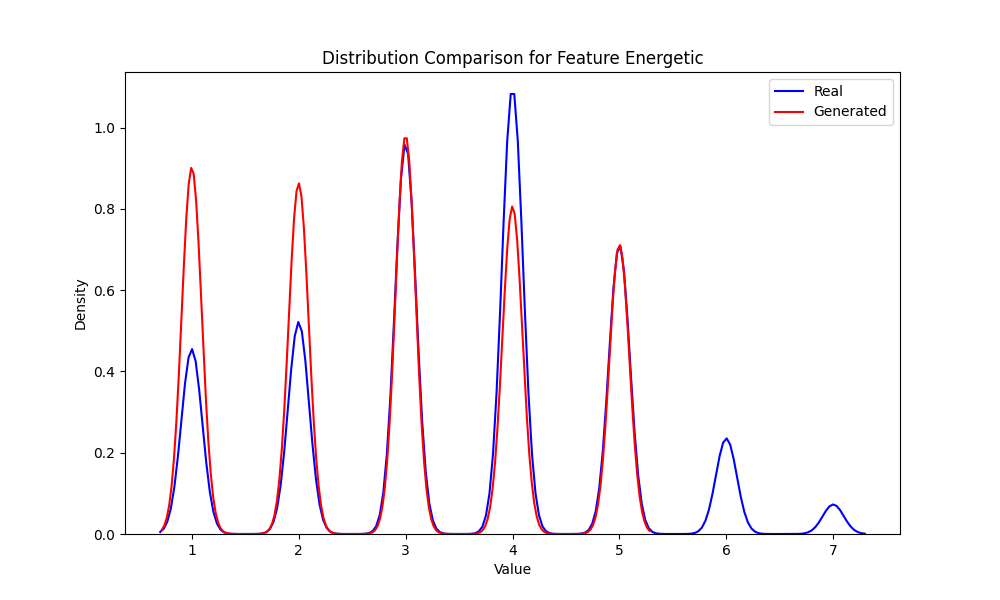 Distribution Comparison for Feature Energetic
Real
Generated
1.0
0.8
0.6
0.4
0.2
0.0
Density
1 2 3 4 5 6 7
Value